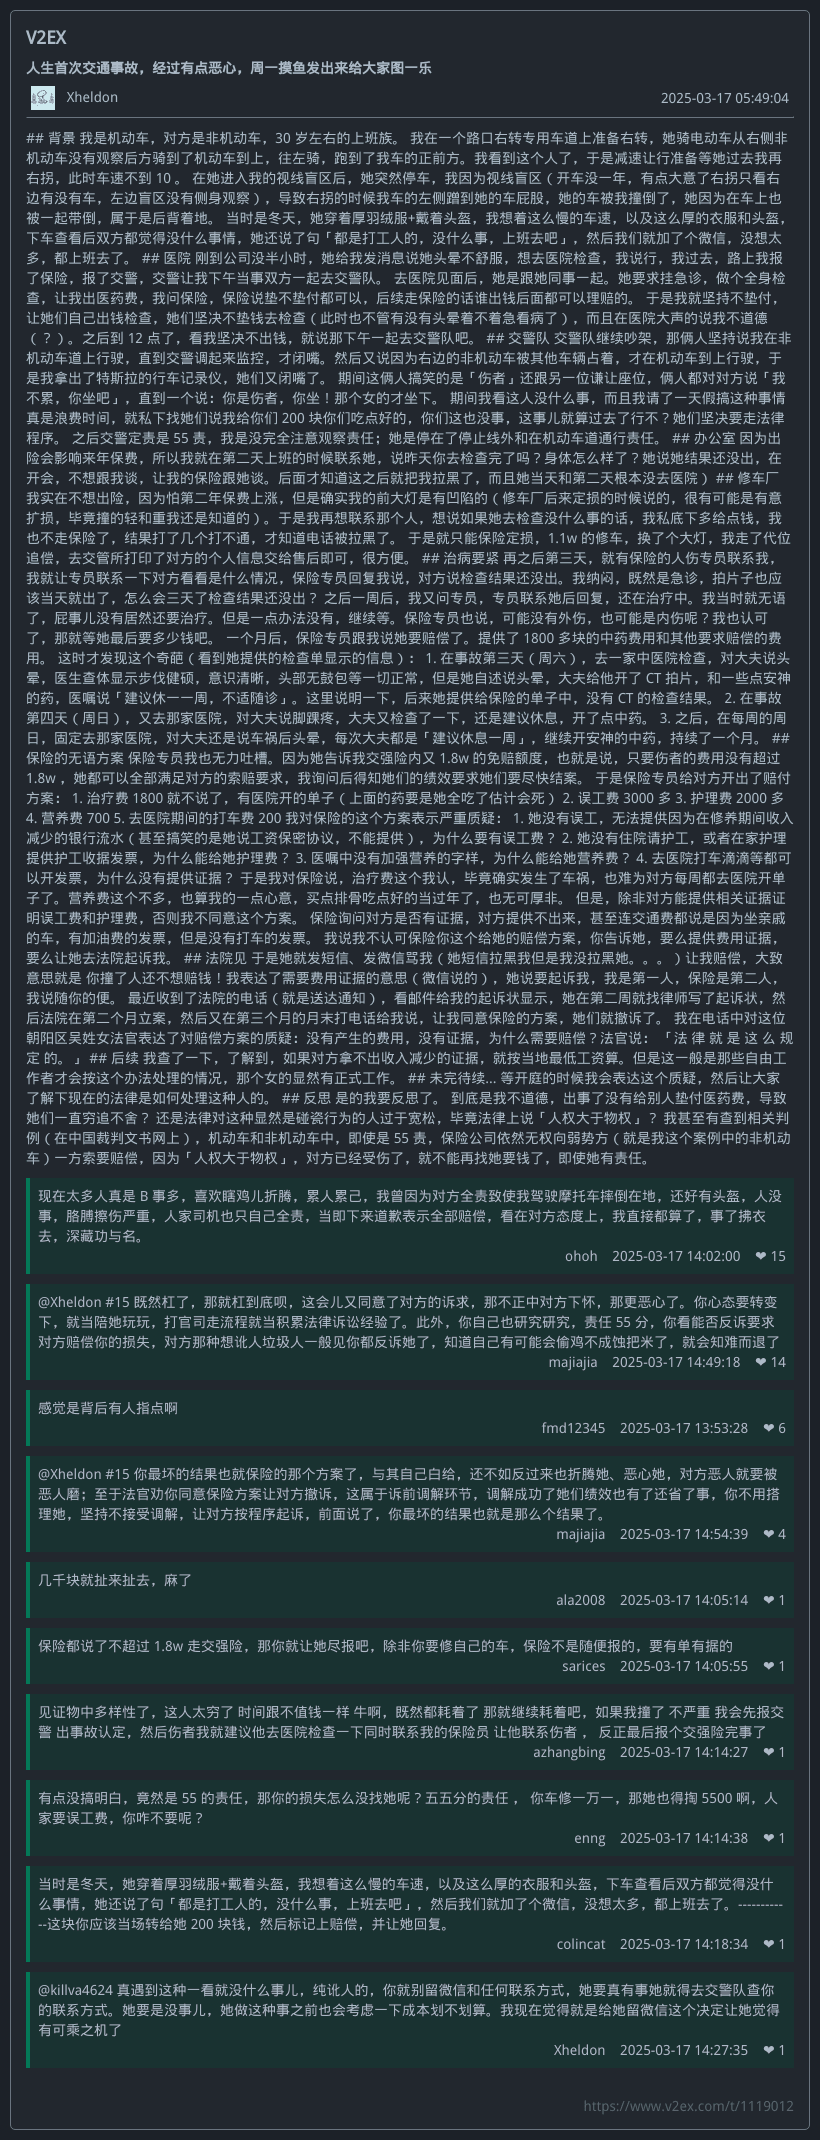 V2EX
人生首次交通事故，经过有点恶心，周一摸鱼发出来给大家图一乐
Xheldon 2025-03-17 05:49:04
## 背景 我是机动车，对方是非机动车，30 岁左右的上班族。 我在一个路口右转专用车道上准备右转，她骑电动车从右侧非
机动车没有观察后方骑到了机动车到上，往左骑，跑到了我车的正前方。我看到这个人了，于是减速让行准备等她过去我再
右拐，此时车速不到 10 。 在她进入我的视线盲区后，她突然停车，我因为视线盲区（开车没一年，有点大意了右拐只看右
边有没有车，左边盲区没有侧身观察），导致右拐的时候我车的左侧蹭到她的车屁股，她的车被我撞倒了，她因为在车上也
被一起带倒，属于是后背着地。 当时是冬天，她穿着厚羽绒服+戴着头盔，我想着这么慢的车速，以及这么厚的衣服和头盔，
下车查看后双方都觉得没什么事情，她还说了句「都是打工人的，没什么事，上班去吧」，然后我们就加了个微信，没想太
多，都上班去了。 ## 医院 刚到公司没半小时，她给我发消息说她头晕不舒服，想去医院检查，我说行，我过去，路上我报
了保险，报了交警，交警让我下午当事双方一起去交警队。 去医院见面后，她是跟她同事一起。她要求挂急诊，做个全身检
查，让我出医药费，我问保险，保险说垫不垫付都可以，后续走保险的话谁出钱后面都可以理赔的。 于是我就坚持不垫付，
让她们自己出钱检查，她们坚决不垫钱去检查（此时也不管有没有头晕着不着急看病了），而且在医院大声的说我不道德
（？）。之后到 12 点了，看我坚决不出钱，就说那下午一起去交警队吧。 ## 交警队 交警队继续吵架，那俩人坚持说我在非
机动车道上行驶，直到交警调起来监控，才闭嘴。然后又说因为右边的非机动车被其他车辆占着，才在机动车到上行驶，于
是我拿出了特斯拉的行车记录仪，她们又闭嘴了。 期间这俩人搞笑的是「伤者」还跟另一位谦让座位，俩人都对对方说「我
不累，你坐吧」，直到一个说：你是伤者，你坐！那个女的才坐下。 期间我看这人没什么事，而且我请了一天假搞这种事情
真是浪费时间，就私下找她们说我给你们 200 块你们吃点好的，你们这也没事，这事儿就算过去了行不？她们坚决要走法律
程序。 之后交警定责是 55 责，我是没完全注意观察责任；她是停在了停止线外和在机动车道通行责任。 ## 办公室 因为出
险会影响来年保费，所以我就在第二天上班的时候联系她，说昨天你去检查完了吗？身体怎么样了？她说她结果还没出，在
开会，不想跟我谈，让我的保险跟她谈。后面才知道这之后就把我拉黑了，而且她当天和第二天根本没去医院） ## 修车厂
我实在不想出险，因为怕第二年保费上涨，但是确实我的前大灯是有凹陷的（修车厂后来定损的时候说的，很有可能是有意
扩损，毕竟撞的轻和重我还是知道的）。于是我再想联系那个人，想说如果她去检查没什么事的话，我私底下多给点钱，我
也不走保险了，结果打了几个打不通，才知道电话被拉黑了。 于是就只能保险定损，1.1w 的修车，换了个大灯，我走了代位
追偿，去交管所打印了对方的个人信息交给售后即可，很方便。 ## 治病要紧 再之后第三天，就有保险的人伤专员联系我，
我就让专员联系一下对方看看是什么情况，保险专员回复我说，对方说检查结果还没出。我纳闷，既然是急诊，拍片子也应
该当天就出了，怎么会三天了检查结果还没出？ 之后一周后，我又问专员，专员联系她后回复，还在治疗中。我当时就无语
了，屁事儿没有居然还要治疗。但是一点办法没有，继续等。保险专员也说，可能没有外伤，也可能是内伤呢？我也认可
了，那就等她最后要多少钱吧。 一个月后，保险专员跟我说她要赔偿了。提供了 1800 多块的中药费用和其他要求赔偿的费
用。 这时才发现这个奇葩（看到她提供的检查单显示的信息）： 1. 在事故第三天（周六），去一家中医院检查，对大夫说头
晕，医生查体显示步伐健硕，意识清晰，头部无鼓包等一切正常，但是她自述说头晕，大夫给他开了 CT 拍片，和一些点安神
的药，医嘱说「建议休一一周，不适随诊」。这里说明一下，后来她提供给保险的单子中，没有 CT 的检查结果。 2. 在事故
第四天（周日），又去那家医院，对大夫说脚踝疼，大夫又检查了一下，还是建议休息，开了点中药。 3. 之后，在每周的周
日，固定去那家医院，对大夫还是说车祸后头晕，每次大夫都是「建议休息一周」，继续开安神的中药，持续了一个月。 ##
保险的无语方案 保险专员我也无力吐槽。因为她告诉我交强险内又 1.8w 的免赔额度，也就是说，只要伤者的费用没有超过
1.8w ，她都可以全部满足对方的索赔要求，我询问后得知她们的绩效要求她们要尽快结案。 于是保险专员给对方开出了赔付
方案： 1. 治疗费 1800 就不说了，有医院开的单子（上面的药要是她全吃了估计会死） 2. 误工费 3000 多 3. 护理费 2000 多
4. 营养费 700 5. 去医院期间的打车费 200 我对保险的这个方案表示严重质疑： 1. 她没有误工，无法提供因为在修养期间收入
减少的银行流水（甚至搞笑的是她说工资保密协议，不能提供），为什么要有误工费？ 2. 她没有住院请护工，或者在家护理
提供护工收据发票，为什么能给她护理费？ 3. 医嘱中没有加强营养的字样，为什么能给她营养费？ 4. 去医院打车滴滴等都可
以开发票，为什么没有提供证据？ 于是我对保险说，治疗费这个我认，毕竟确实发生了车祸，也难为对方每周都去医院开单
子了。营养费这个不多，也算我的一点心意，买点排骨吃点好的当过年了，也无可厚非。 但是，除非对方能提供相关证据证
明误工费和护理费，否则我不同意这个方案。 保险询问对方是否有证据，对方提供不出来，甚至连交通费都说是因为坐亲戚
的车，有加油费的发票，但是没有打车的发票。 我说我不认可保险你这个给她的赔偿方案，你告诉她，要么提供费用证据，
要么让她去法院起诉我。 ## 法院见 于是她就发短信、发微信骂我（她短信拉黑我但是我没拉黑她。。。）让我赔偿，大致
意思就是 你撞了人还不想赔钱！我表达了需要费用证据的意思（微信说的），她说要起诉我，我是第一人，保险是第二人，
我说随你的便。 最近收到了法院的电话（就是送达通知），看邮件给我的起诉状显示，她在第二周就找律师写了起诉状，然
后法院在第二个月立案，然后又在第三个月的月末打电话给我说，让我同意保险的方案，她们就撤诉了。 我在电话中对这位
朝阳区吴姓女法官表达了对赔偿方案的质疑：没有产生的费用，没有证据，为什么需要赔偿？法官说： 「 法 律 就 是 这 么 规
定 的。 」 ## 后续 我查了一下，了解到，如果对方拿不出收入减少的证据，就按当地最低工资算。但是这一般是那些自由工
作者才会按这个办法处理的情况，那个女的显然有正式工作。 ## 未完待续... 等开庭的时候我会表达这个质疑，然后让大家
了解下现在的法律是如何处理这种人的。 ## 反思 是的我要反思了。 到底是我不道德，出事了没有给别人垫付医药费，导致
她们一直穷追不舍？ 还是法律对这种显然是碰瓷行为的人过于宽松，毕竟法律上说「人权大于物权」？ 我甚至有查到相关判
例（在中国裁判文书网上），机动车和非机动车中，即使是 55 责，保险公司依然无权向弱势方（就是我这个案例中的非机动
车）一方索要赔偿，因为「人权大于物权」，对方已经受伤了，就不能再找她要钱了，即使她有责任。
现在太多人真是 B 事多，喜欢瞎鸡儿折腾，累人累己，我曾因为对方全责致使我驾驶摩托车摔倒在地，还好有头盔，人没
事，胳膊擦伤严重，人家司机也只自己全责，当即下来道歉表示全部赔偿，看在对方态度上，我直接都算了，事了拂衣
去，深藏功与名。
ohoh 2025-03-17 14:02:00 ❤ 15
@Xheldon #15 既然杠了，那就杠到底呗，这会儿又同意了对方的诉求，那不正中对方下怀，那更恶心了。你心态要转变
下，就当陪她玩玩，打官司走流程就当积累法律诉讼经验了。此外，你自己也研究研究，责任 55 分，你看能否反诉要求
对方赔偿你的损失，对方那种想讹人垃圾人一般见你都反诉她了，知道自己有可能会偷鸡不成蚀把米了，就会知难而退了
majiajia 2025-03-17 14:49:18 ❤ 14
感觉是背后有人指点啊
fmd12345 2025-03-17 13:53:28 ❤ 6
@Xheldon #15 你最坏的结果也就保险的那个方案了，与其自己白给，还不如反过来也折腾她、恶心她，对方恶人就要被
恶人磨；至于法官劝你同意保险方案让对方撤诉，这属于诉前调解环节，调解成功了她们绩效也有了还省了事，你不用搭
理她，坚持不接受调解，让对方按程序起诉，前面说了，你最坏的结果也就是那么个结果了。
majiajia 2025-03-17 14:54:39 ❤ 4
几千块就扯来扯去，麻了
ala2008 2025-03-17 14:05:14 ❤ 1
保险都说了不超过 1.8w 走交强险，那你就让她尽报吧，除非你要修自己的车，保险不是随便报的，要有单有据的
sarices 2025-03-17 14:05:55 ❤ 1
见证物中多样性了，这人太穷了 时间跟不值钱一样 牛啊，既然都耗着了 那就继续耗着吧，如果我撞了 不严重 我会先报交
警 出事故认定，然后伤者我就建议他去医院检查一下同时联系我的保险员 让他联系伤者 ， 反正最后报个交强险完事了
azhangbing 2025-03-17 14:14:27 ❤ 1
有点没搞明白，竟然是 55 的责任，那你的损失怎么没找她呢？五五分的责任 ， 你车修一万一，那她也得掏 5500 啊，人
家要误工费，你咋不要呢？
enng 2025-03-17 14:14:38 ❤ 1
当时是冬天，她穿着厚羽绒服+戴着头盔，我想着这么慢的车速，以及这么厚的衣服和头盔，下车查看后双方都觉得没什
么事情，她还说了句「都是打工人的，没什么事，上班去吧」，然后我们就加了个微信，没想太多，都上班去了。-----------
--这块你应该当场转给她 200 块钱，然后标记上赔偿，并让她回复。
colincat 2025-03-17 14:18:34 ❤ 1
@killva4624 真遇到这种一看就没什么事儿，纯讹人的，你就别留微信和任何联系方式，她要真有事她就得去交警队查你
的联系方式。她要是没事儿，她做这种事之前也会考虑一下成本划不划算。我现在觉得就是给她留微信这个决定让她觉得
有可乘之机了
Xheldon 2025-03-17 14:27:35 ❤ 1
https://www.v2ex.com/t/1119012